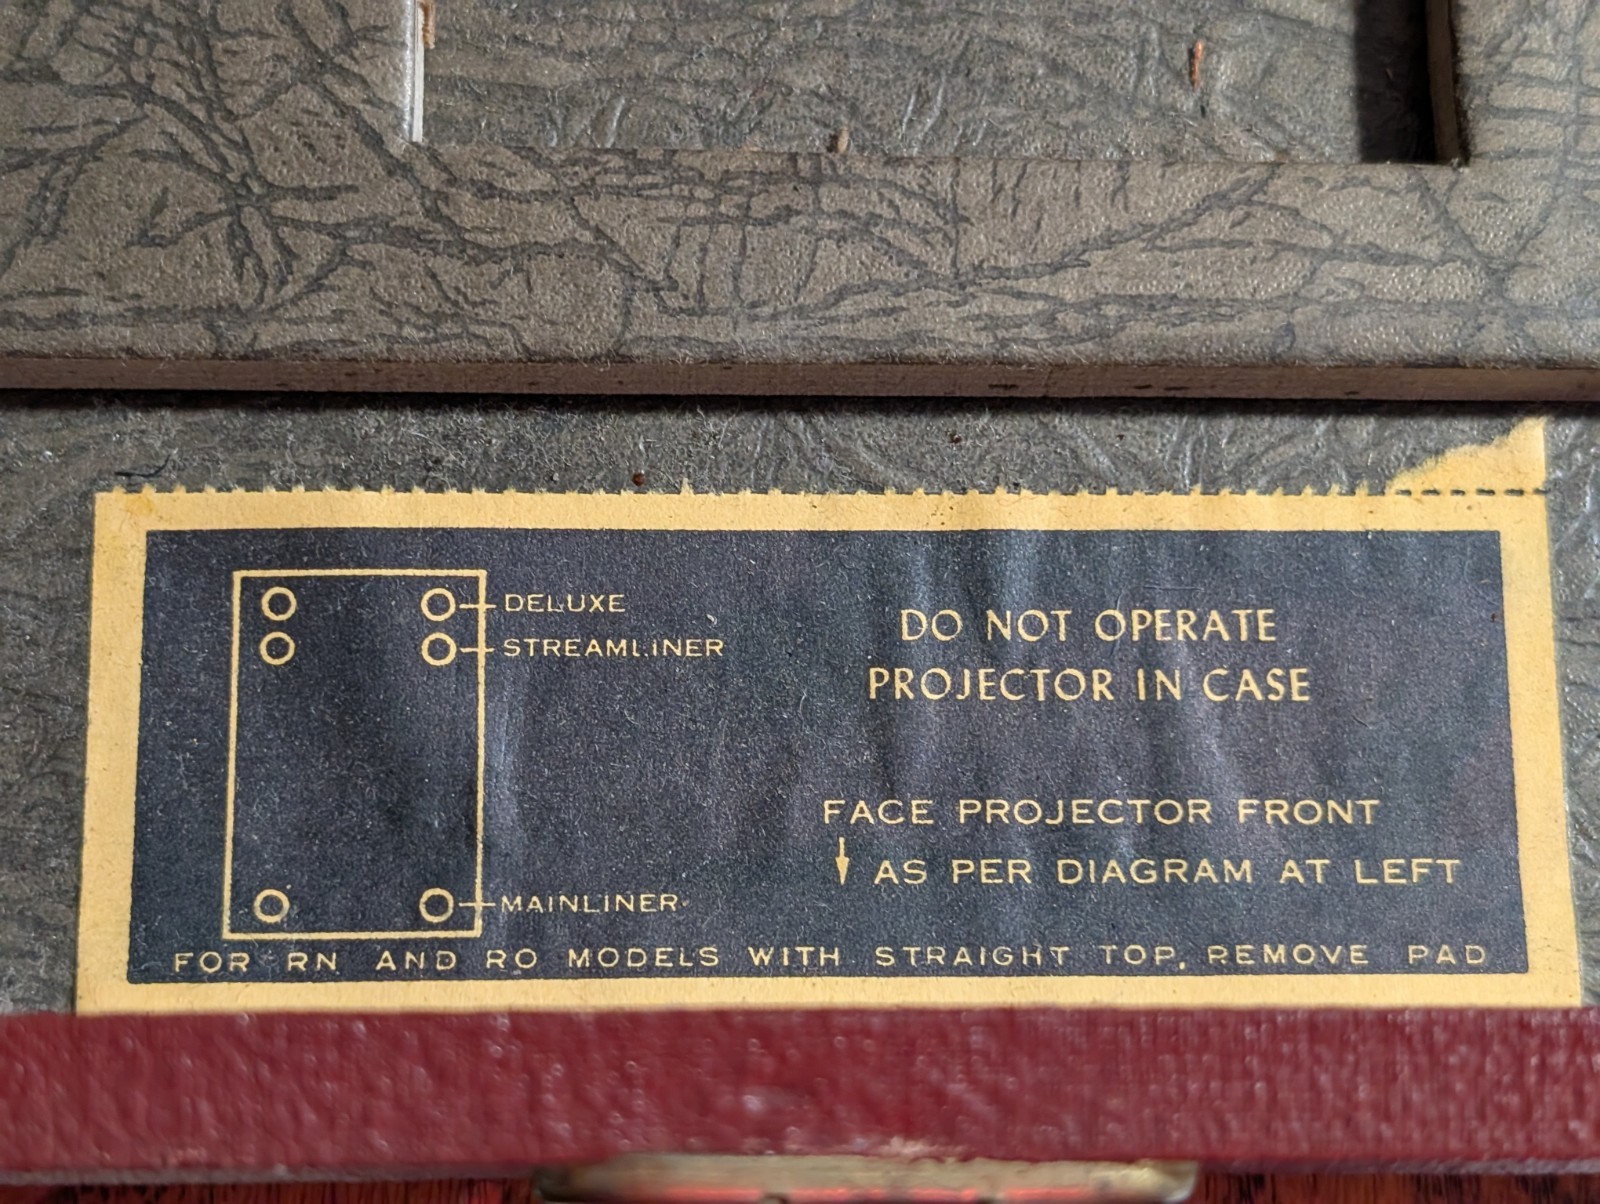 DELUXE
STREAMLINER
MAINLINER
DO NOT OPERATE
PROJECTOR IN CASE
FACE PROJECTOR FRONT
AS PER DIAGRAM AT LEFT
FOR RN AND RO MODELS WITH STRAIGHT TOP, REMOVE PAD